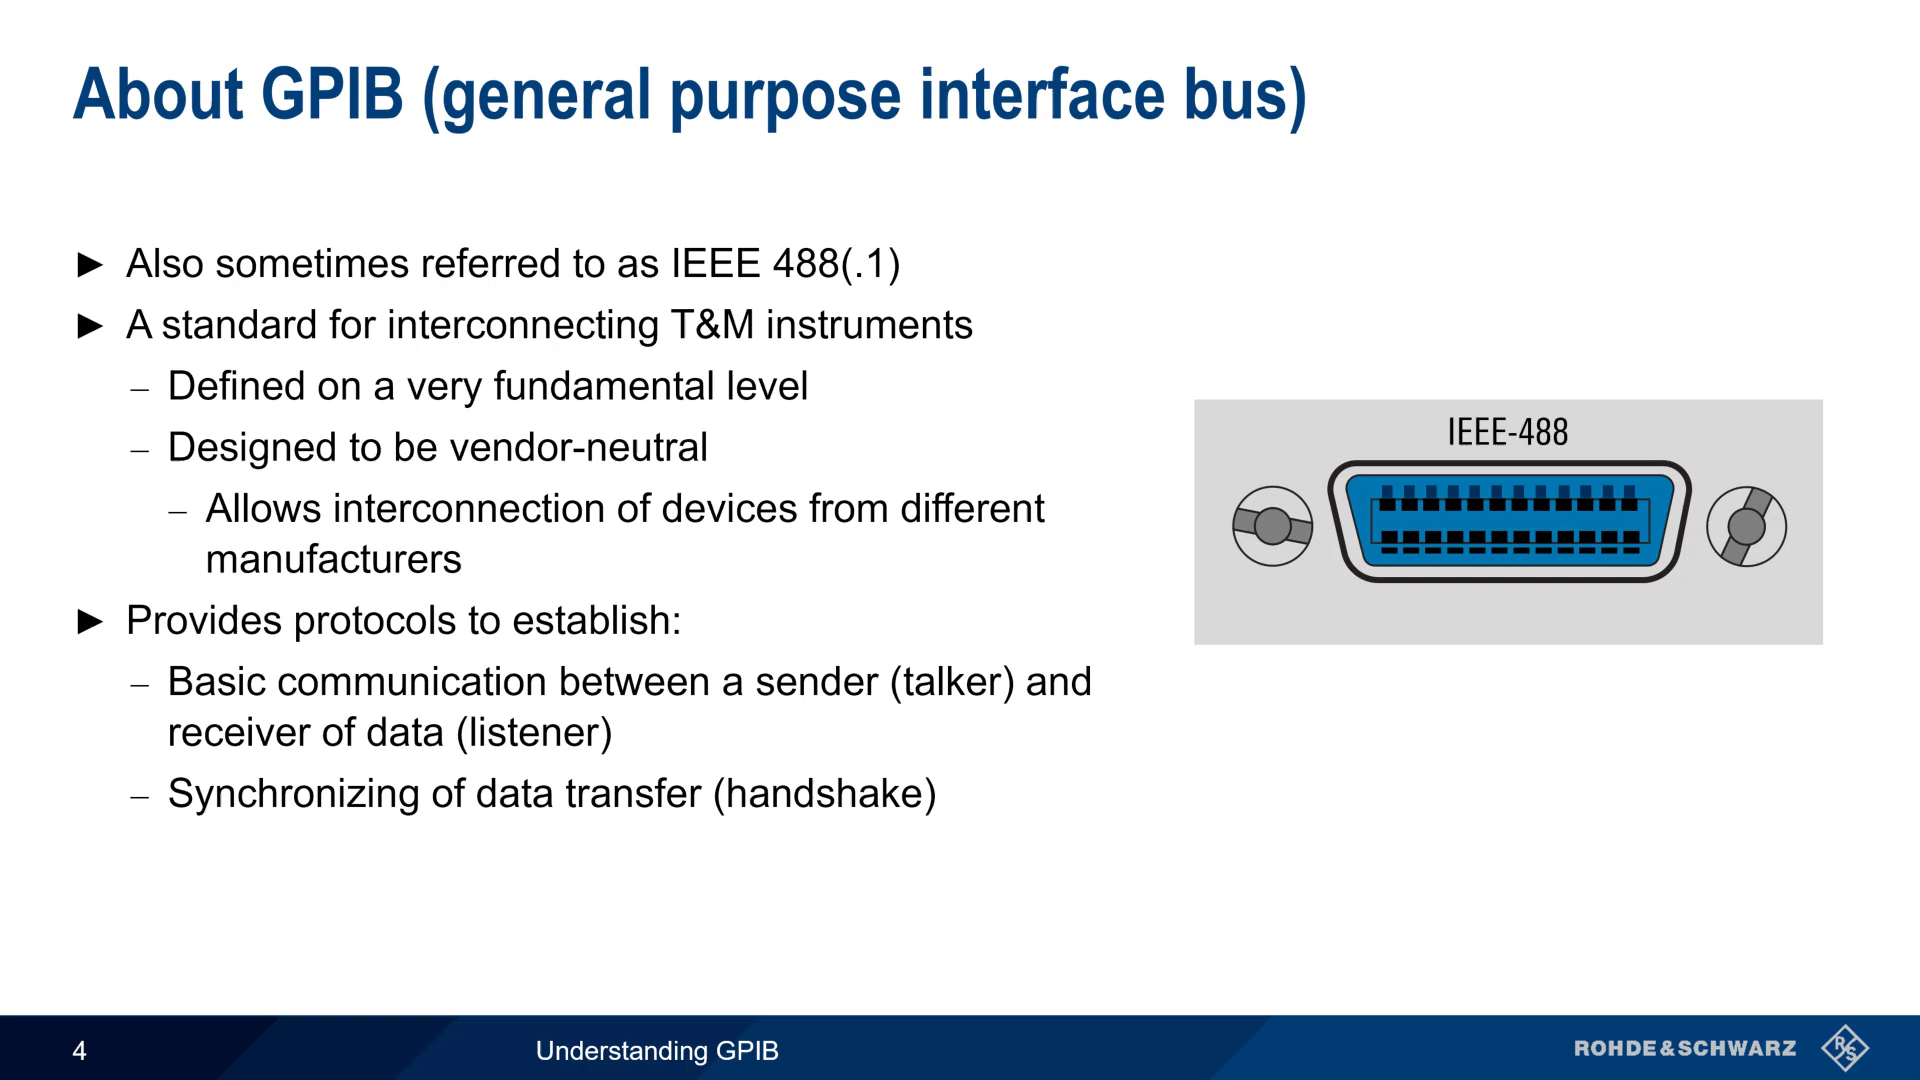 About GPIB (general purpose interface bus)
► Also sometimes referred to as IEEE 488(.1)
► A standard for interconnecting T&M instruments
– Defined on a very fundamental level
– Designed to be vendor-neutral
– Allows interconnection of devices from different
manufacturers
► Provides protocols to establish:
– Basic communication between a sender (talker) and
receiver of data (listener)
– Synchronizing of data transfer (handshake)
IEEE-488
4
Understanding GPIB
ROHDE&SCHWARZ
R&S